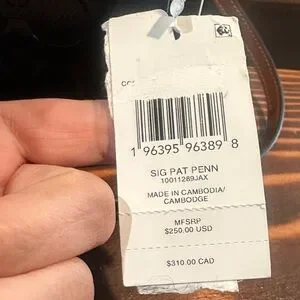 1 96395 96389 8
SIG PAT PENN
10011289JAX
MADE IN CAMBODIA/
CAMBODGE
MFSRP
$250.00 USD
$310.00 CAD